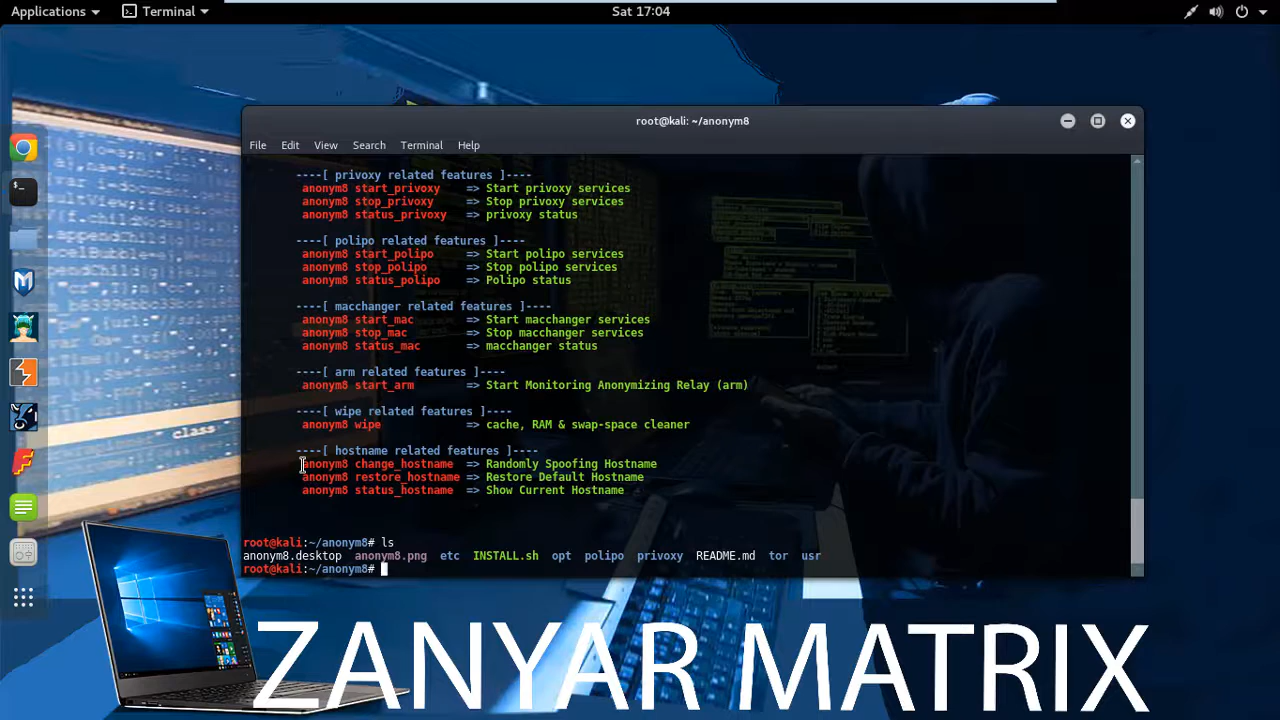 Applications Terminal Sat 17:04
root@kali: ~/anonym8
File Edit View Search Terminal Help
----[ privoxy related features ]----
anonym8 start_privoxy => Start privoxy services
anonym8 stop_privoxy => Stop privoxy services
anonym8 status_privoxy => privoxy status
----[ polipo related features ]----
anonym8 start_polipo => Start polipo services
anonym8 stop_polipo => Stop polipo services
anonym8 status_polipo => Polipo status
----[ macchanger related features ]----
anonym8 start_mac => Start macchanger services
anonym8 stop_mac => Stop macchanger services
anonym8 status_mac => macchanger status
----[ arm related features ]----
anonym8 start_arm => Start Monitoring Anonymizing Relay (arm)
----[ wipe related features ]----
anonym8 wipe => cache, RAM & swap-space cleaner
----[ hostname related features ]----
anonym8 change_hostname => Randomly Spoofing Hostname
anonym8 restore_hostname => Restore Default Hostname
anonym8 status_hostname => Show Current Hostname
root@kali:~/anonym8# ls
anonym8.desktop anonym8.png etc INSTALL.sh opt polipo privoxy README.md tor usr
root@kali:~/anonym8#
class
ZANYAR MATRIX